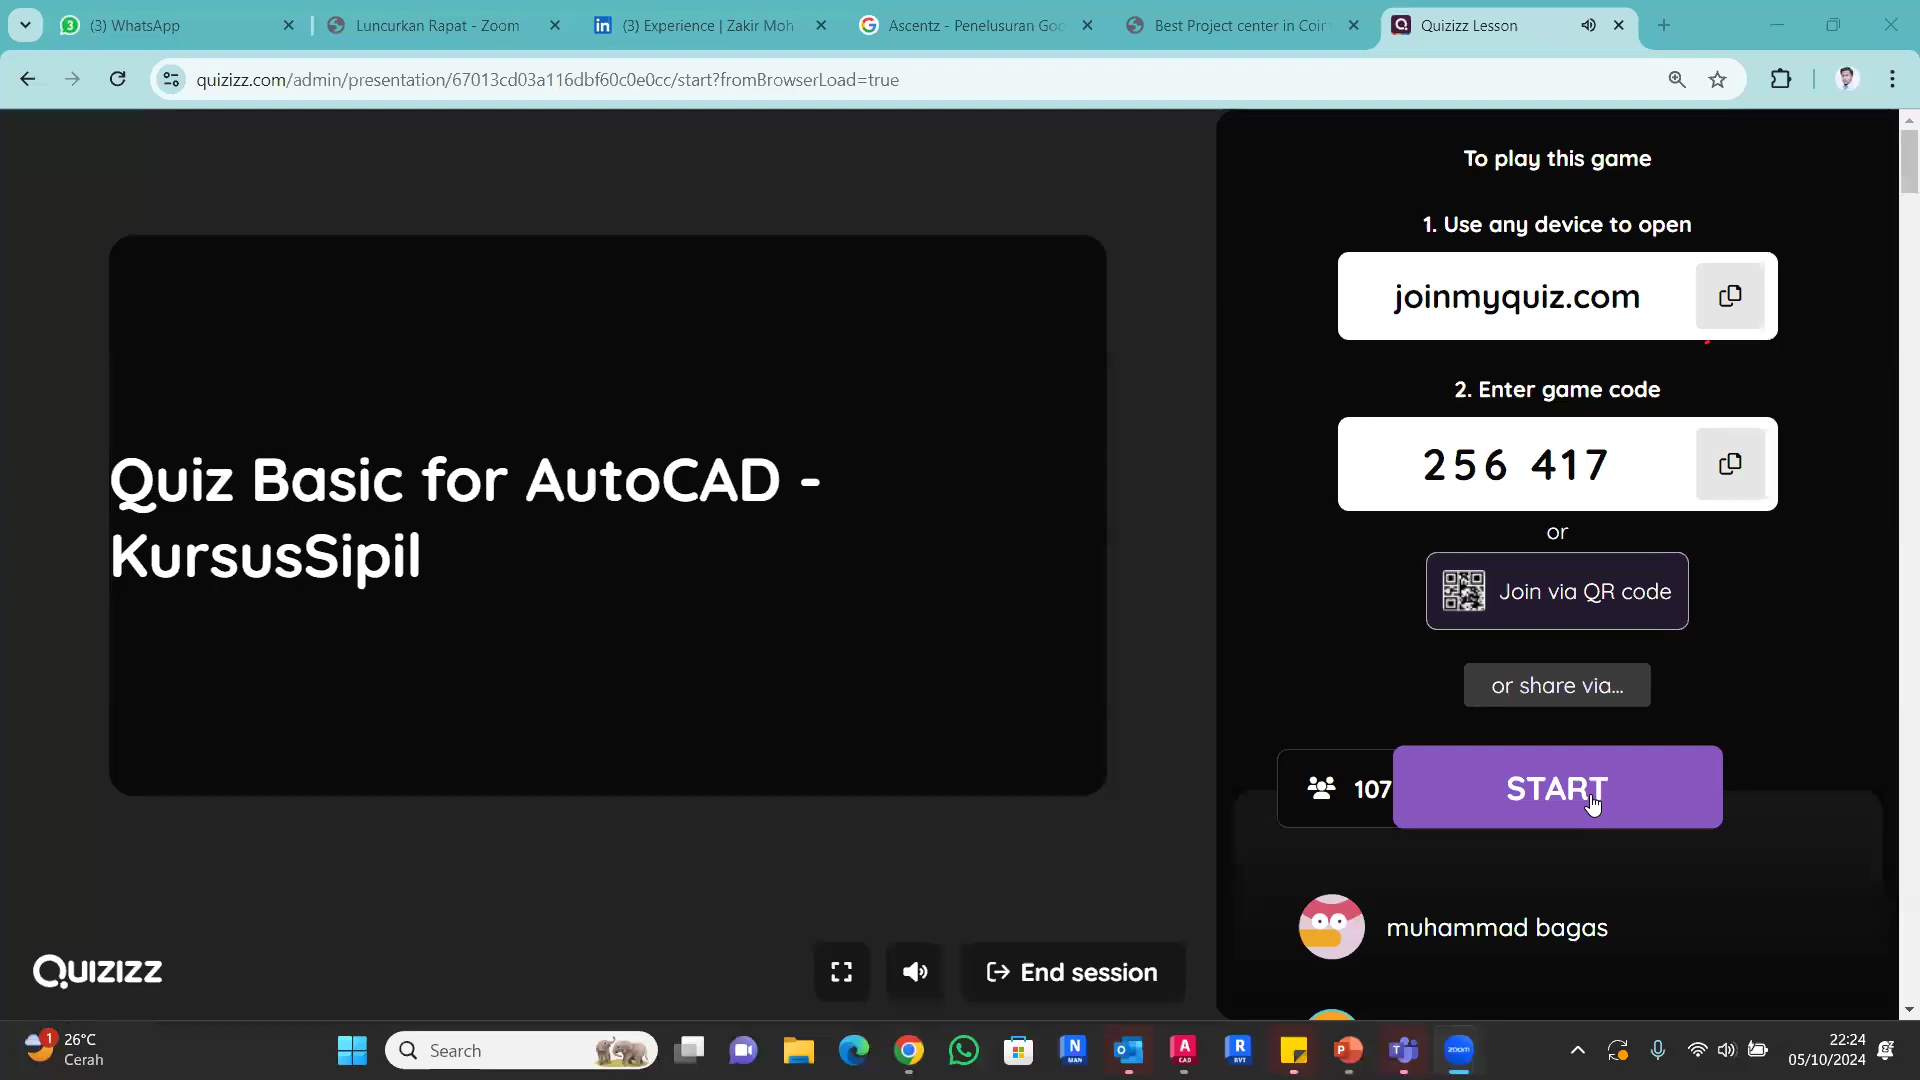 (3) WhatsApp
Luncurkan Rapat - Zoom
(3) Experience | Zakir Moh
Ascentz - Penelusuran Goo
Best Project center in Coin
Quizizz Lesson
quizizz.com/admin/presentation/67013cd03a116dbf60c0e0cc/start?fromBrowserLoad=true
To play this game
1. Use any device to open
joinmyquiz.com
2. Enter game code
256 417
or
Join via QR code
or share via...
107
START
muhammad bagas
Quiz Basic for AutoCAD -
KursusSipil
Quizizz
End session
1
26°C
Cerah
Search
22:24
05/10/2024